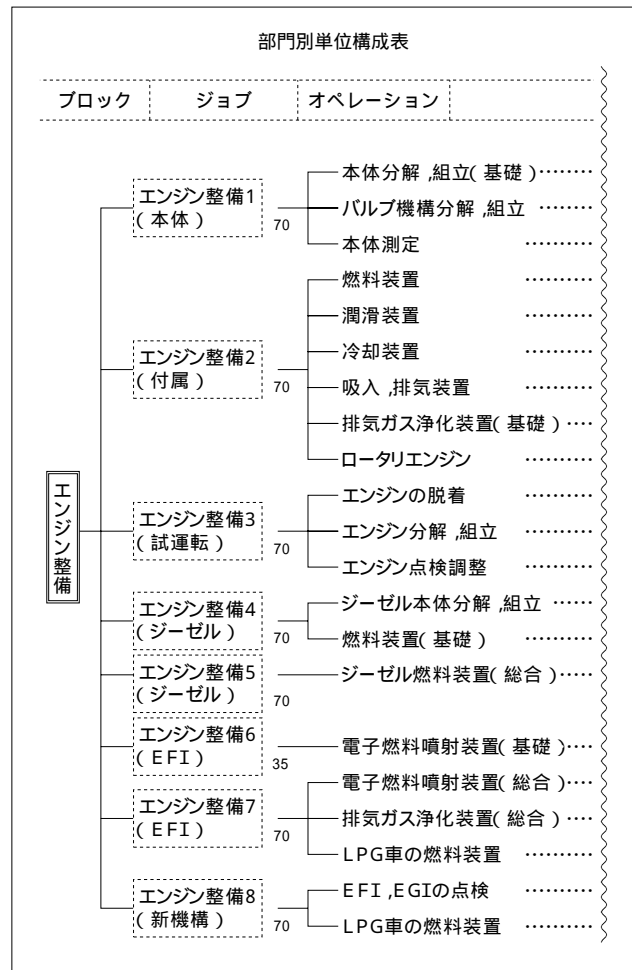 部門別単位構成表
ブロック ジョブ オペレーション
エンジン整備
エンジン整備1
(本体)
70
本体分解,組立(基礎)………
バルブ機構分解,組立 ………
本体測定 …………
エンジン整備2
(付属)
70
燃料装置 …………
潤滑装置 …………
冷却装置 …………
吸入,排気装置 …………
排気ガス浄化装置(基礎)…‥
ロータリエンジン …………
エンジン整備3
(試運転)
70
エンジンの脱着 …………
エンジン分解,組立 …………
エンジン点検調整 …………
エンジン整備4
(ジーゼル)
70
ジーゼル本体分解,組立 ……
燃料装置(基礎) …………
エンジン整備5
(ジーゼル)
70
ジーゼル燃料装置(総合)……
エンジン整備6
(EFI)
35
電子燃料噴射装置(基礎)…‥
エンジン整備7
(EFI)
70
電子燃料噴射装置(総合)…‥
排気ガス浄化装置(総合)…‥
LPG車の燃料装置 …………
エンジン整備8
(新機構)
70
EFI,EGIの点検 …………
LPG車の燃料装置 …………